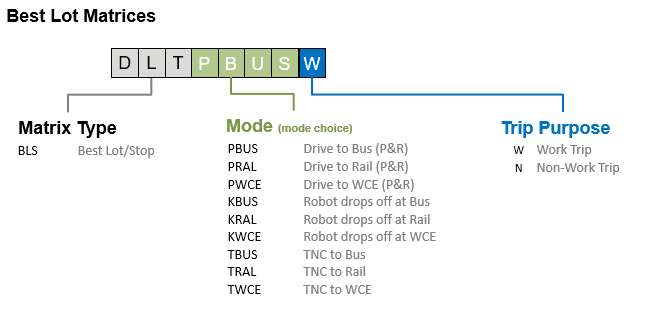 Best Lot Matrices
D L T P B U S W
Matrix Type
BLS Best Lot/Stop
Mode (mode choice)
PBUS Drive to Bus (P&R)
PRAL Drive to Rail (P&R)
PWCE Drive to WCE (P&R)
KBUS Robot drops off at Bus
KRAL Robot drops off at Rail
KWCE Robot drops off at WCE
TBUS TNC to Bus
TRAL TNC to Rail
TWCE TNC to WCE
Trip Purpose
W Work Trip
N Non-Work Trip